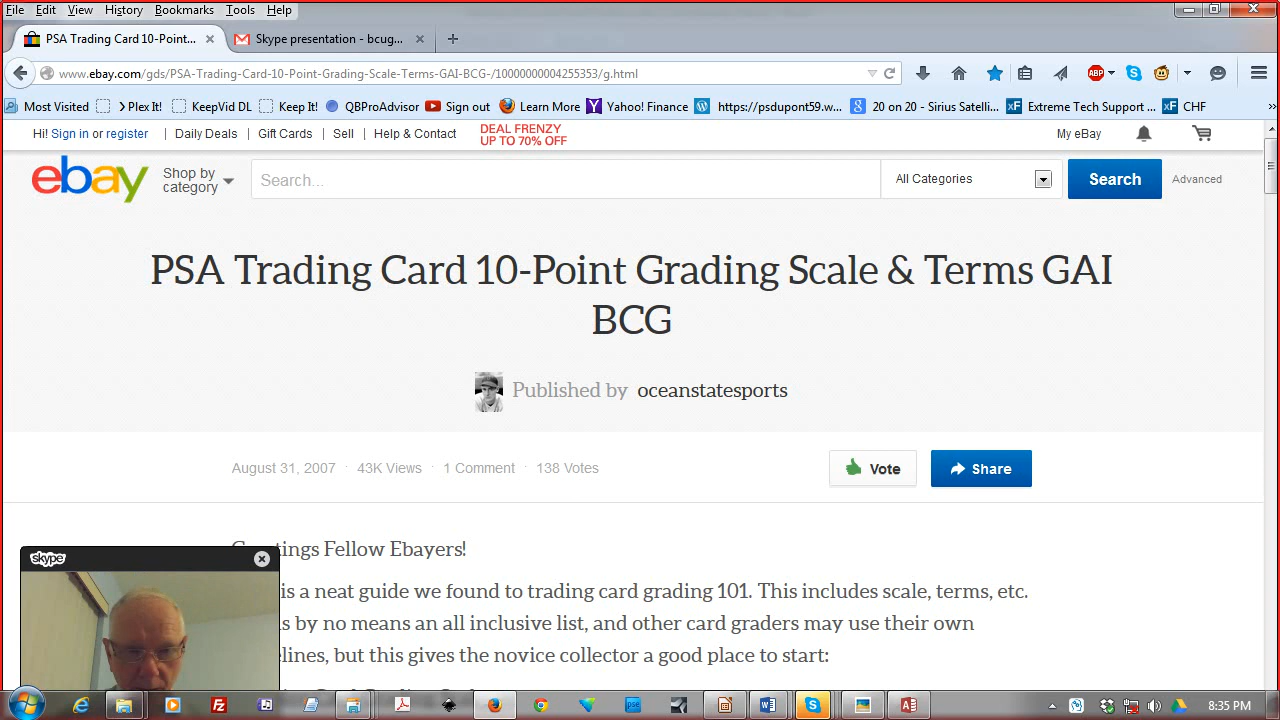 File Edit View History Bookmarks Tools Help
PSA Trading Card 10-Point... Skype presentation - bcug...
www.ebay.com/gds/PSA-Trading-Card-10-Point-Grading-Scale-Terms-GAI-BCG-/10000000004255353/g.html
ABP
Most Visited > Plex It! KeepVid DL Keep It! QBProAdvisor Sign out Learn More Yahoo! Finance https://psdupont59.w... 20 on 20 - Sirius Satelli... Extreme Tech Support ... CHF
Hi! Sign in or register Daily Deals Gift Cards Sell Help & Contact DEAL FRENZY My eBay
UP TO 70% OFF
ebay Shop by category Search... All Categories Search Advanced
PSA Trading Card 10-Point Grading Scale & Terms GAI
BCG
Published by oceanstatesports
August 31, 2007 · 43K Views · 1 Comment · 138 Votes Vote Share
Fellow Ebayers!
skype
is a neat guide we found to trading card grading 101. This includes scale, terms, etc.
by no means an all inclusive list, and other card graders may use their own
but this gives the novice collector a good place to start:
8:35 PM